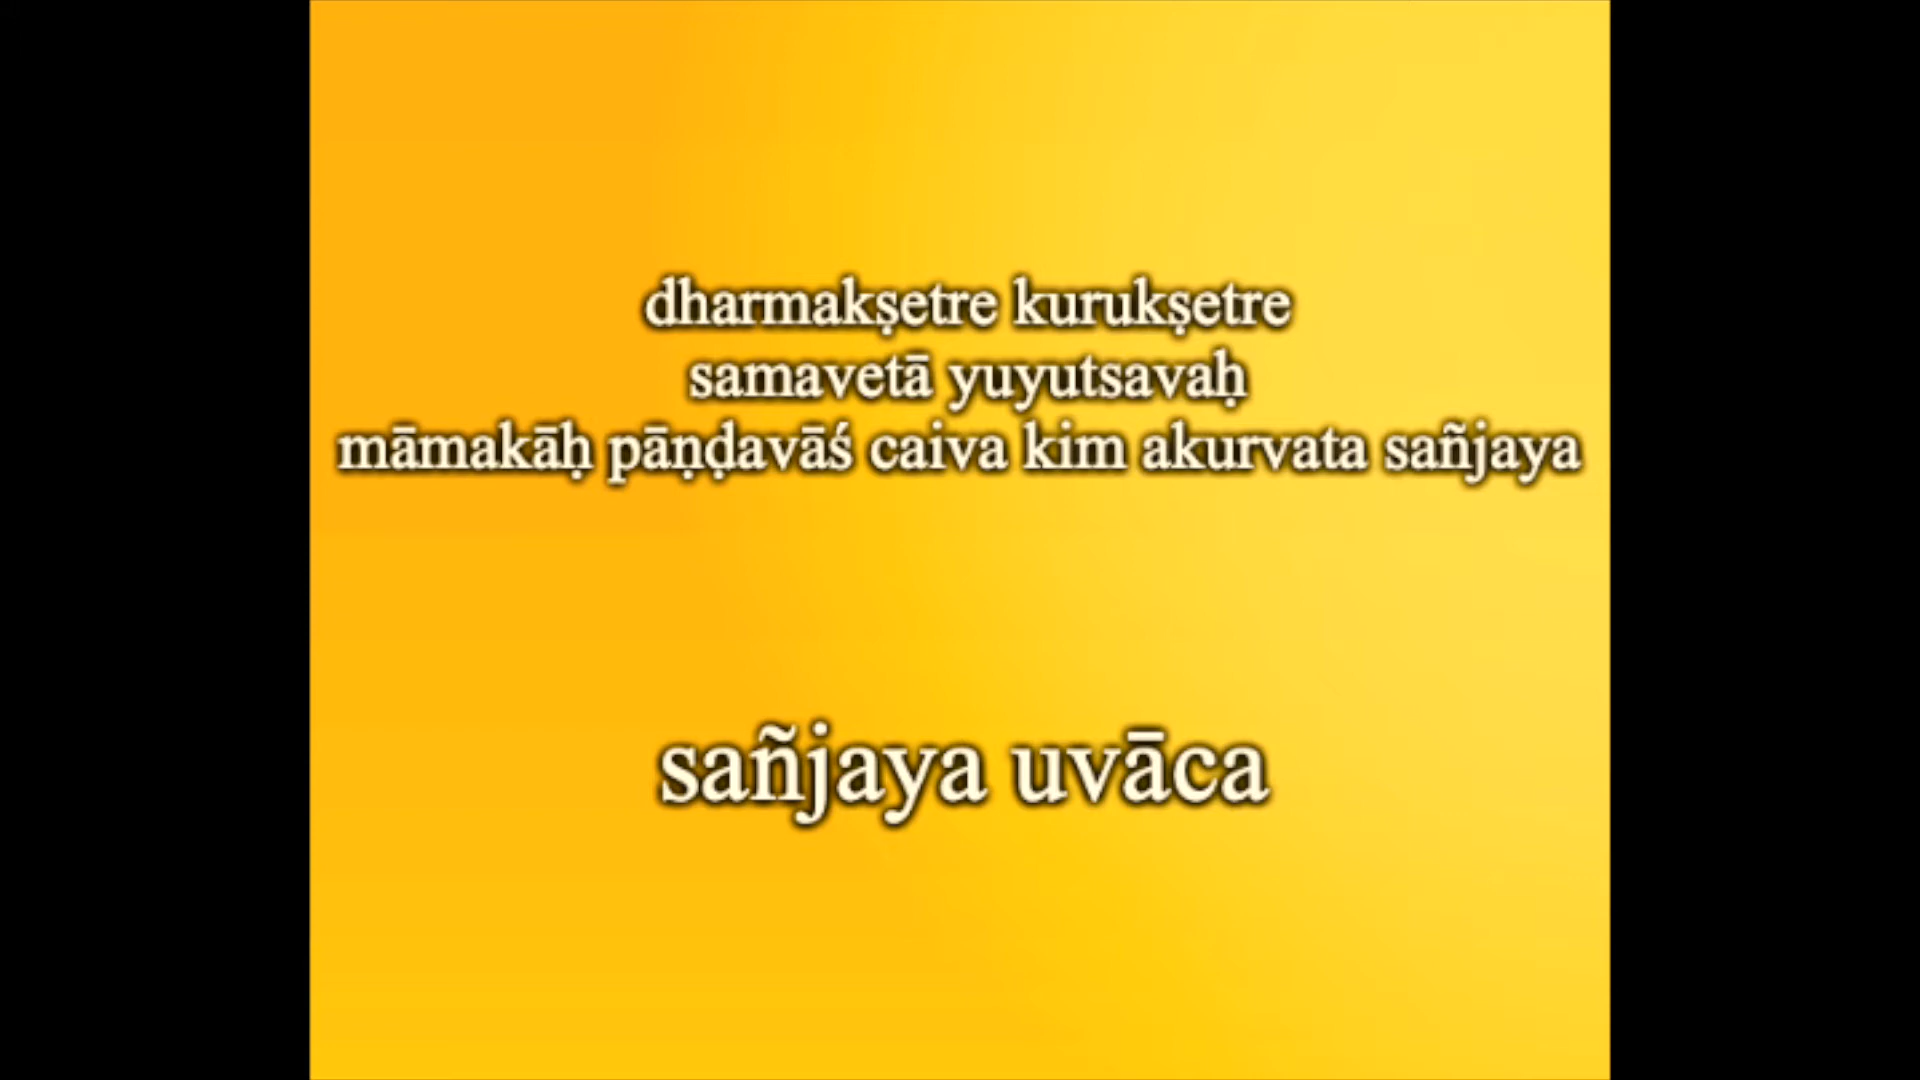 dharmakṣetre kurukṣetre
samavetā yuyutsavaḥ
māmakāḥ pāṇḍavāś caiva kim akurvata sañjaya
sañjaya uvāca